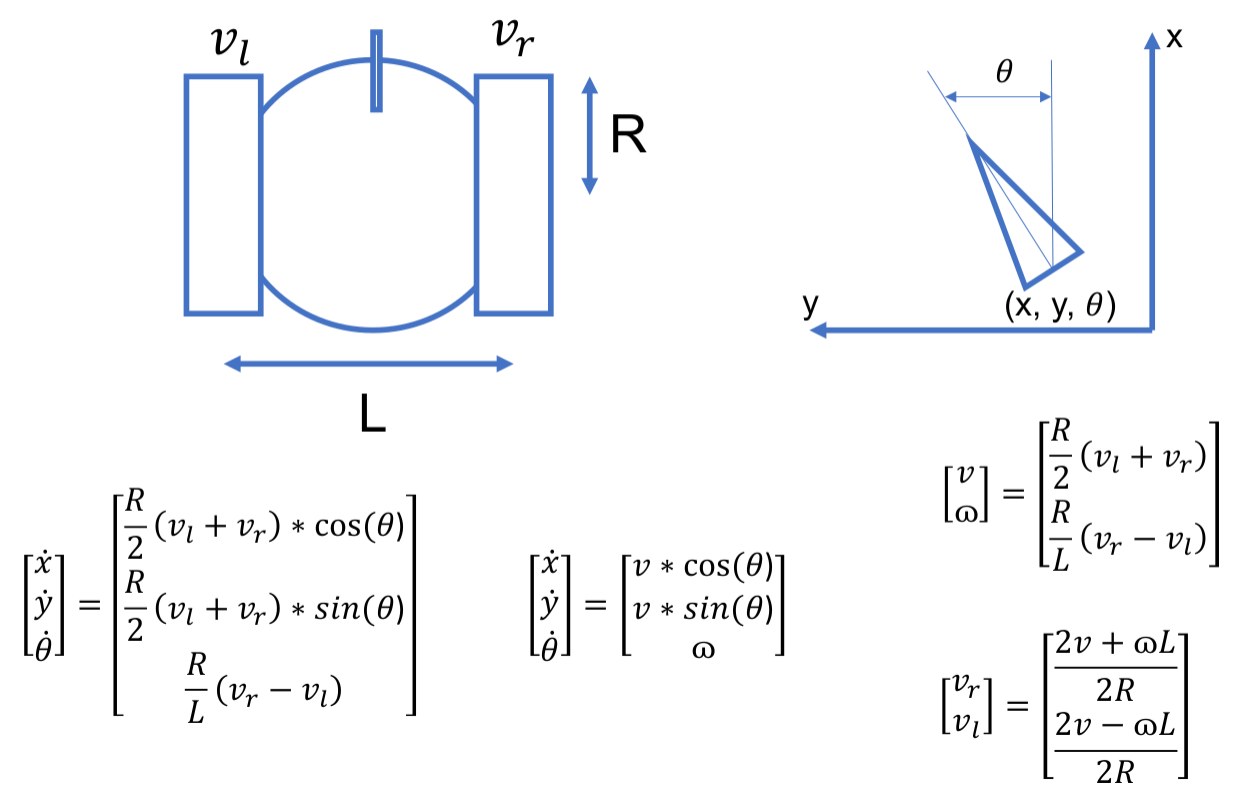 v_l
v_r
R
L
x
θ
y
(x, y, θ)
[ẋ ẏ θ̇] = [R/2 (v_l + v_r) * cos(θ)
R/2 (v_l + v_r) * sin(θ)
R/L (v_r − v_l)]
[ẋ ẏ θ̇] = [v * cos(θ)
v * sin(θ)
ω]
[v ω] = [R/2 (v_l + v_r)
R/L (v_r − v_l)]
[v_r v_l] = [(2v + ωL)/2R
(2v − ωL)/2R]